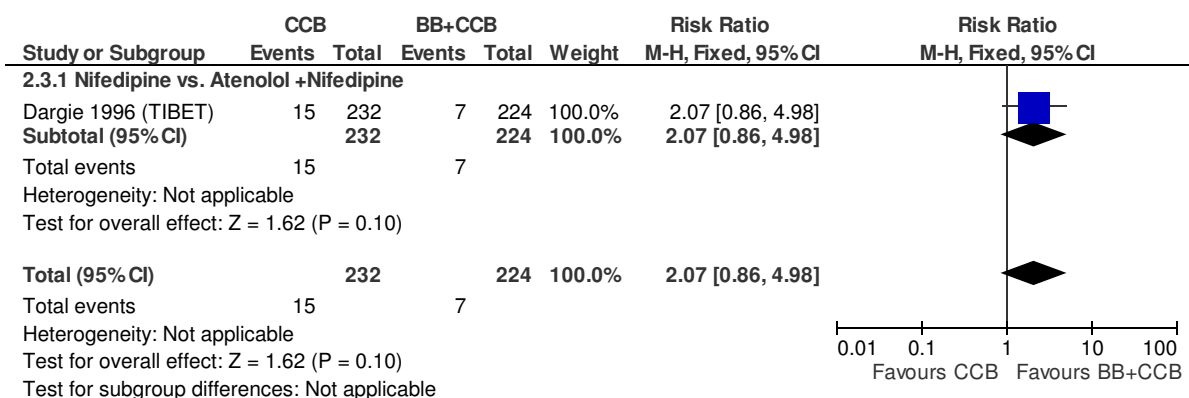 CCB BB+CCB Risk Ratio Risk Ratio
Study or Subgroup Events Total Events Total Weight M-H, Fixed, 95% CI M-H, Fixed, 95% CI
2.3.1 Nifedipine vs. Atenolol +Nifedipine
Dargie 1996 (TIBET) 15 232 7 224 100.0% 2.07 [0.86, 4.98]
Subtotal (95% CI) 232 224 100.0% 2.07 [0.86, 4.98]
Total events 15 7
Heterogeneity: Not applicable
Test for overall effect: Z = 1.62 (P = 0.10)
Total (95% CI) 232 224 100.0% 2.07 [0.86, 4.98]
Total events 15 7
Heterogeneity: Not applicable
Test for overall effect: Z = 1.62 (P = 0.10)
Test for subgroup differences: Not applicable
0.01 0.1 1 10 100
Favours CCB Favours BB+CCB